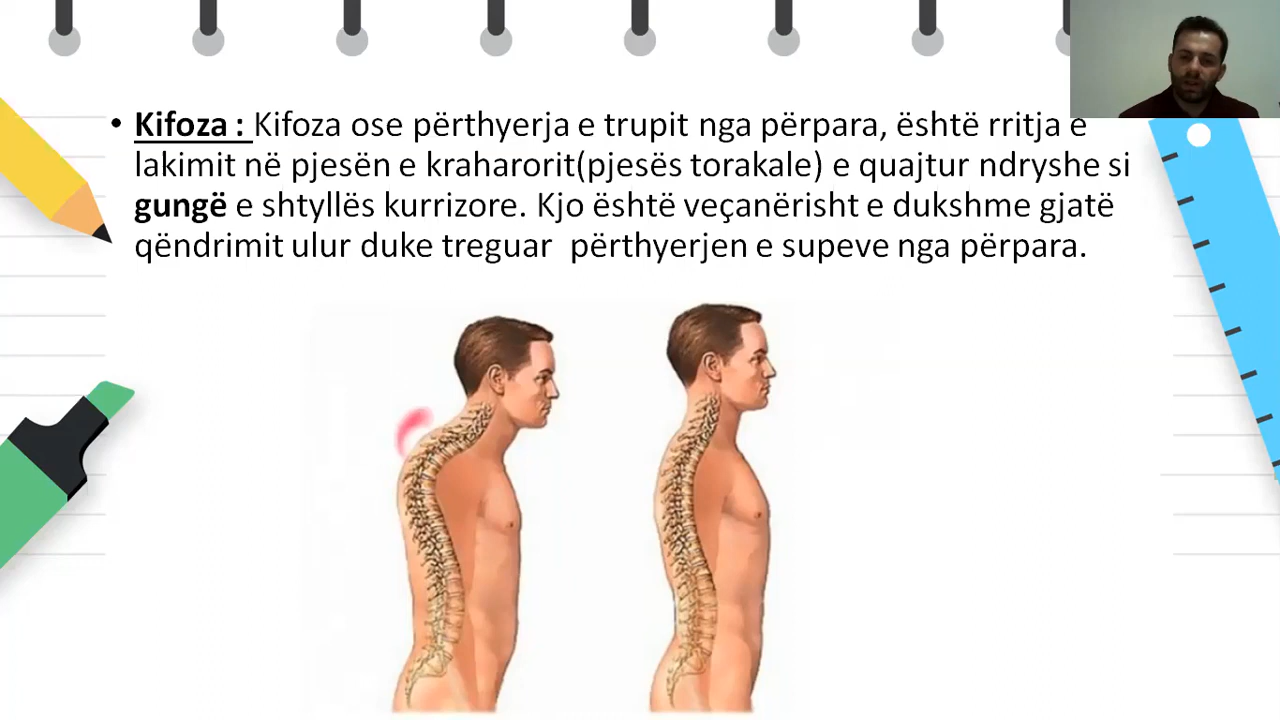 • Kifoza : Kifoza ose përthyerja e trupit nga përpara, është rritja e
lakimit në pjesën e kraharorit(pjesës torakale) e quajtur ndryshe si
gungë e shtyllës kurrizore. Kjo është veçanërisht e dukshme gjatë
qëndrimit ulur duke treguar  përthyerjen e supeve nga përpara.